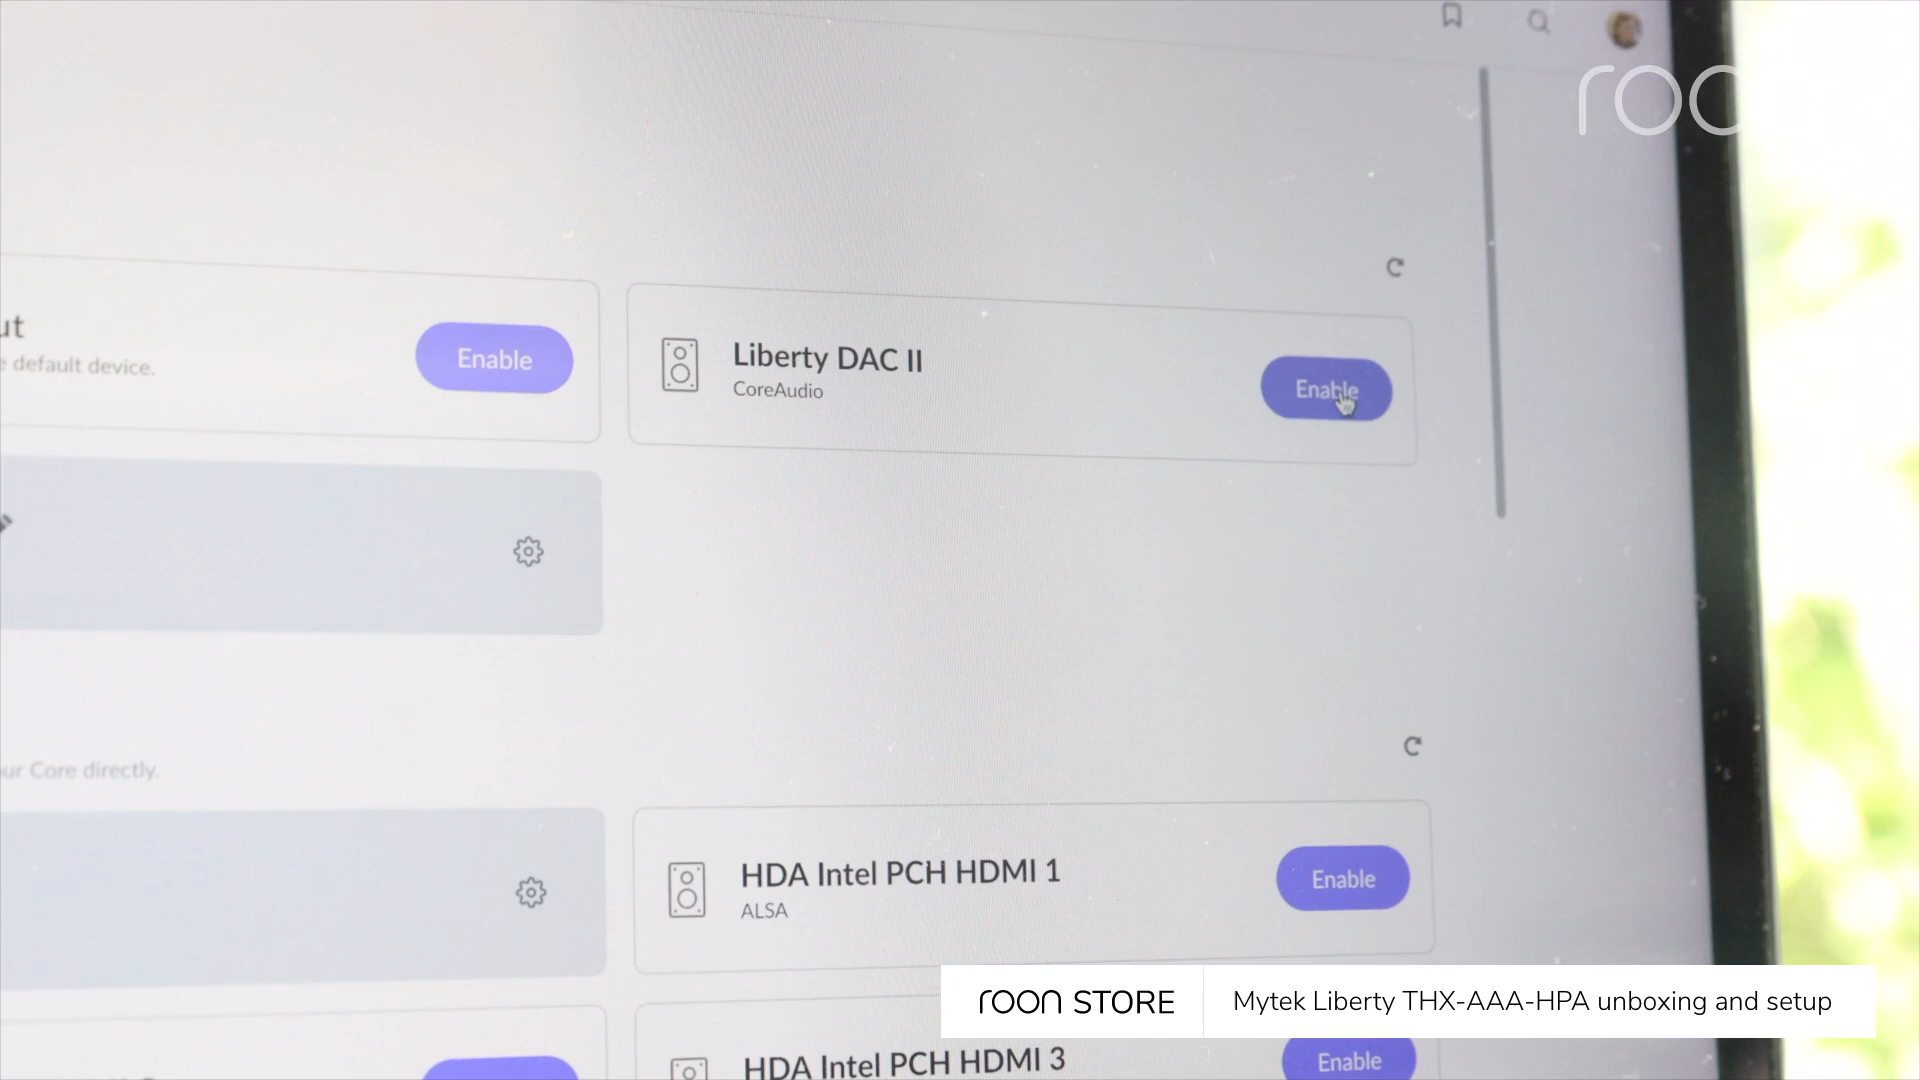 roo
ut
e default device.
Enable
Liberty DAC II
CoreAudio
Enable
ur Core directly.
HDA Intel PCH HDMI 1
ALSA
Enable
HDA Intel PCH HDMI 3
Enable
roon STORE
Mytek Liberty THX-AAA-HPA unboxing and setup